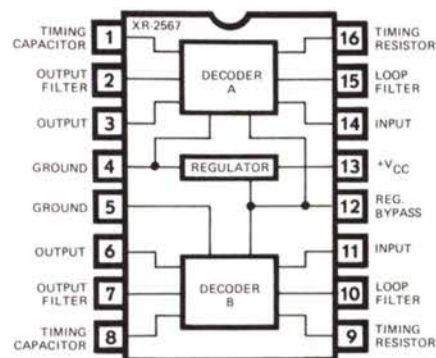 XR-2567
TIMING
CAPACITOR
1
16
TIMING
RESISTOR
OUTPUT
FILTER
2
DECODER
A
15
LOOP
FILTER
OUTPUT
3
14
INPUT
GROUND
4
REGULATOR
13
+VCC
GROUND
5
12
REG.
BYPASS
OUTPUT
6
11
INPUT
OUTPUT
FILTER
7
DECODER
B
10
LOOP
FILTER
TIMING
CAPACITOR
8
9
TIMING
RESISTOR